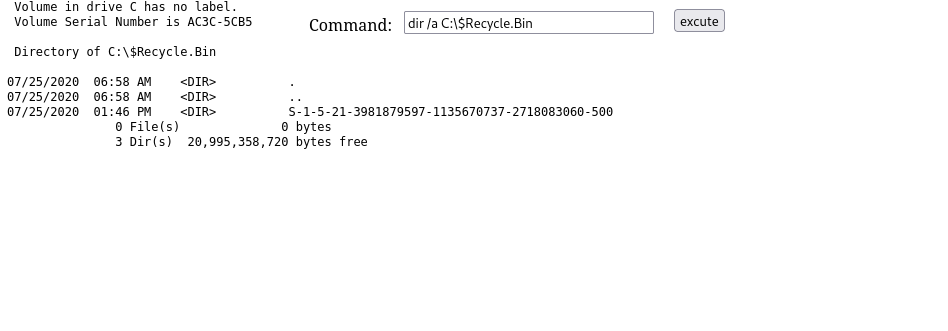 Volume in drive C has no label.
Volume Serial Number is AC3C-5CB5
Command: dir /a C:\$Recycle.Bin excute
Directory of C:\$Recycle.Bin
07/25/2020  06:58 AM    <DIR>          .
07/25/2020  06:58 AM    <DIR>          ..
07/25/2020  01:46 PM    <DIR>          S-1-5-21-3981879597-1135670737-2718083060-500
0 File(s)              0 bytes
3 Dir(s)  20,995,358,720 bytes free